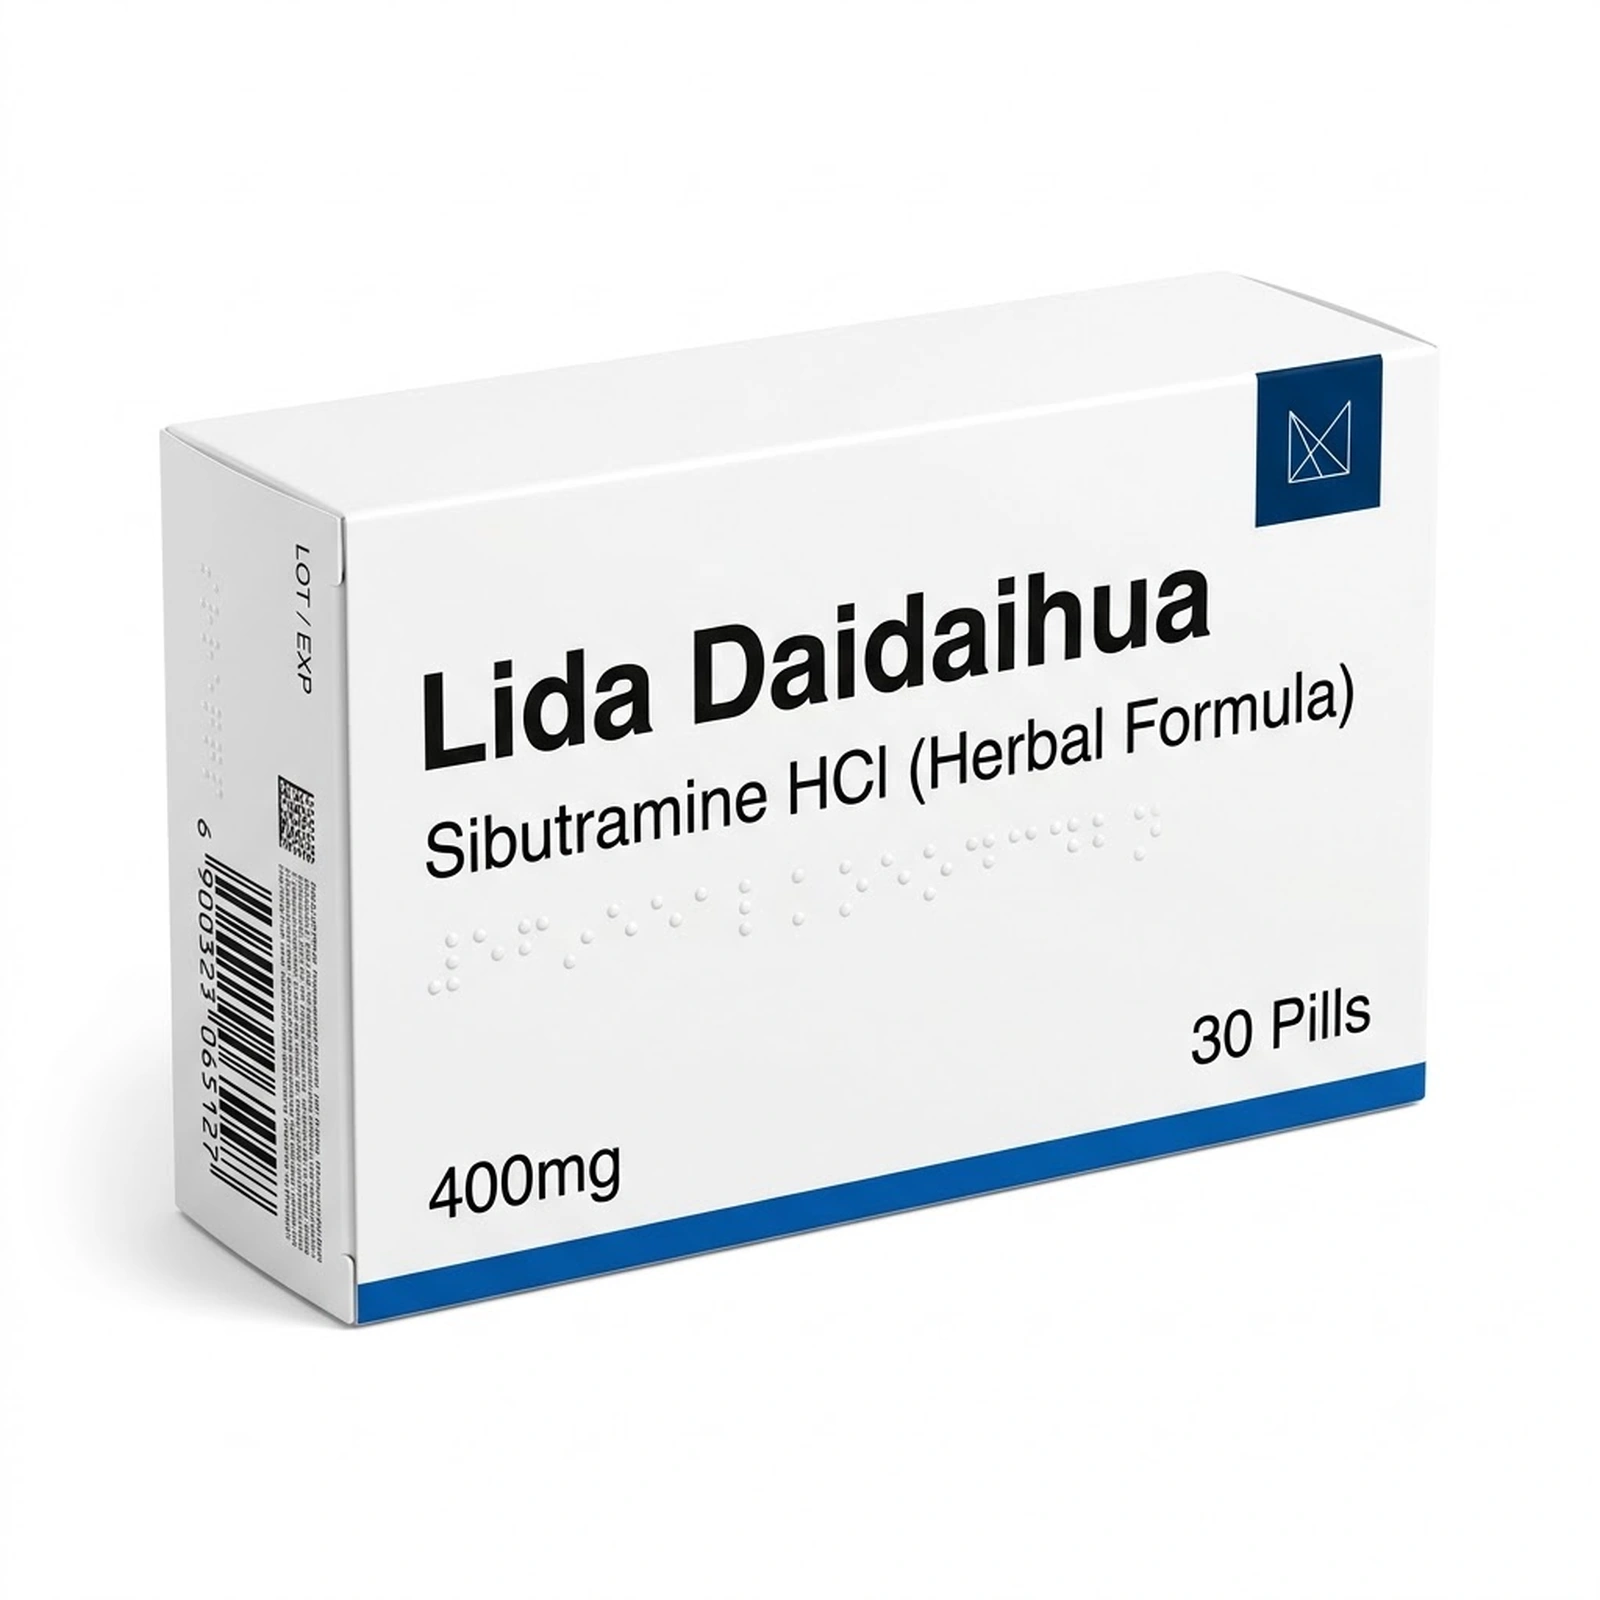 Lida Daidaihua
Sibutramine HCl (Herbal Formula)
30 Pills
400mg
LOT / EXP
6 900323 065127